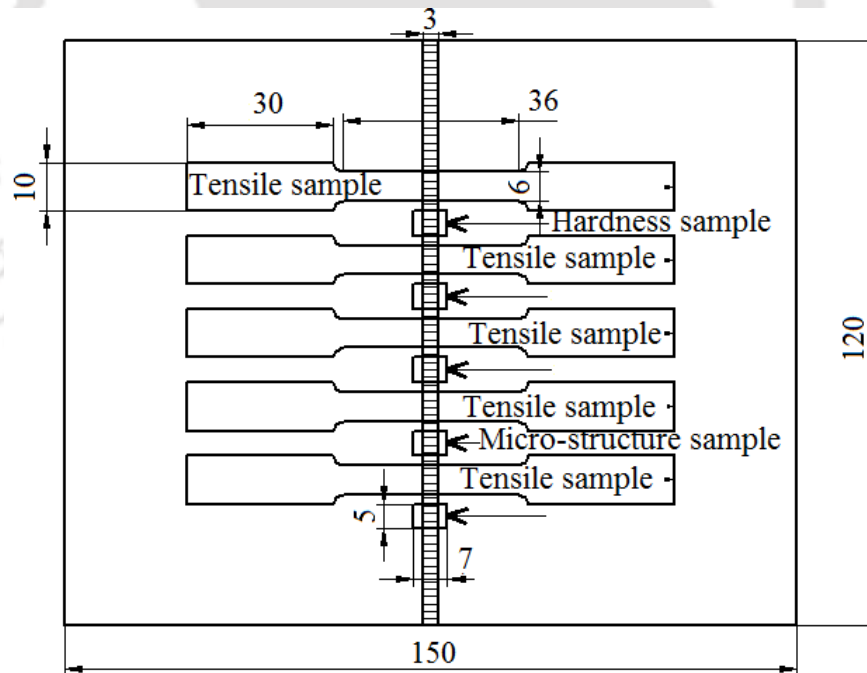 3
30
36
10
Tensile sample
6
Hardness sample
Tensile sample
Tensile sample
120
Tensile sample
Micro-structure sample
Tensile sample
5
7
150